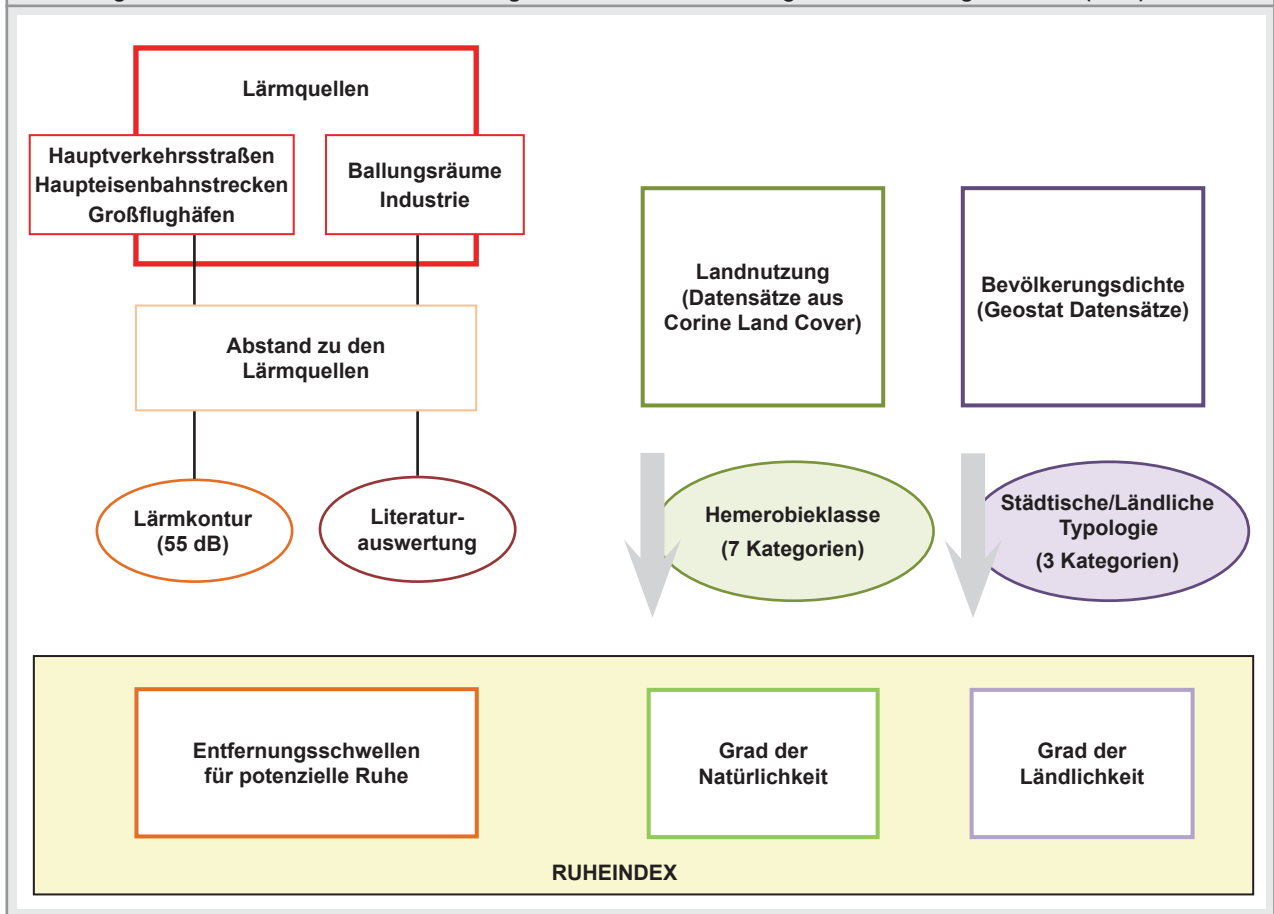 Lärmquellen
Hauptverkehrsstraßen
Haupteisenbahnstrecken
Großflughäfen
Ballungsräume
Industrie
Abstand zu den
Lärmquellen
Lärmkontur
(55 dB)
Literatur-
auswertung
Landnutzung
(Datensätze aus
Corine Land Cover)
Bevölkerungsdichte
(Geostat Datensätze)
Hemerobieklasse
(7 Kategorien)
Städtische/Ländliche
Typologie
(3 Kategorien)
Entfernungsschwellen
für potenzielle Ruhe
Grad der
Natürlichkeit
Grad der
Ländlichkeit
RUHEINDEX